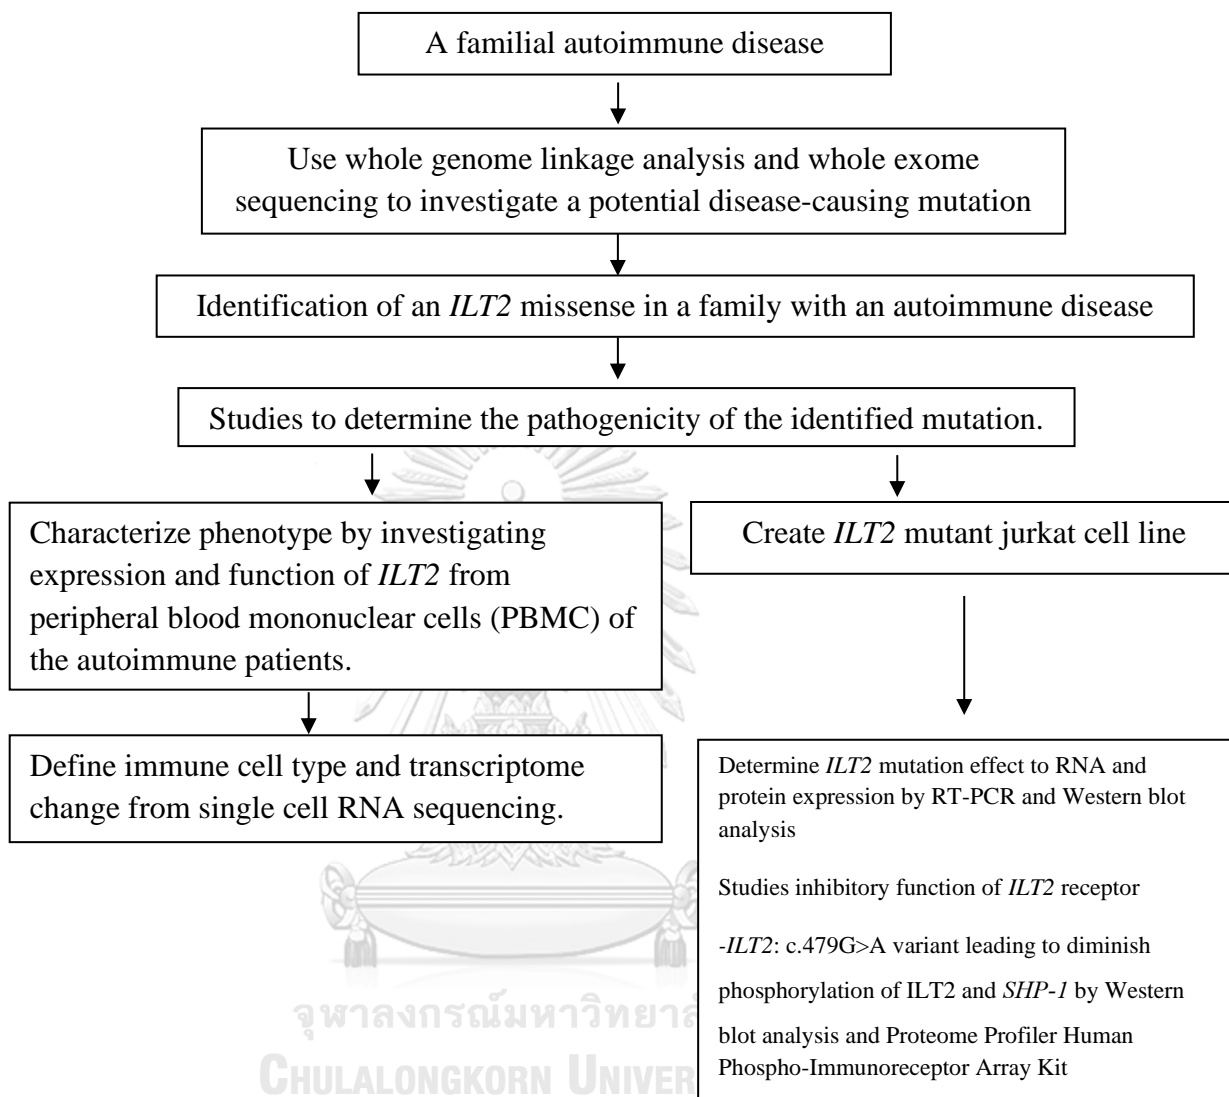 A familial autoimmune disease
Use whole genome linkage analysis and whole exome
sequencing to investigate a potential disease-causing mutation
Identification of an ILT2 missense in a family with an autoimmune disease
Studies to determine the pathogenicity of the identified mutation.
Characterize phenotype by investigating
expression and function of ILT2 from
peripheral blood mononuclear cells (PBMC) of
the autoimmune patients.
Define immune cell type and transcriptome
change from single cell RNA sequencing.
Create ILT2 mutant jurkat cell line
Determine ILT2 mutation effect to RNA and
protein expression by RT-PCR and Western blot
analysis
Studies inhibitory function of ILT2 receptor
-ILT2: c.479G>A variant leading to diminish
phosphorylation of ILT2 and SHP-1 by Western
blot analysis and Proteome Profiler Human
Phospho-Immunoreceptor Array Kit
จุฬาลงกรณ์มหาวิทยาลั
CHULALONGKORN UNIVER